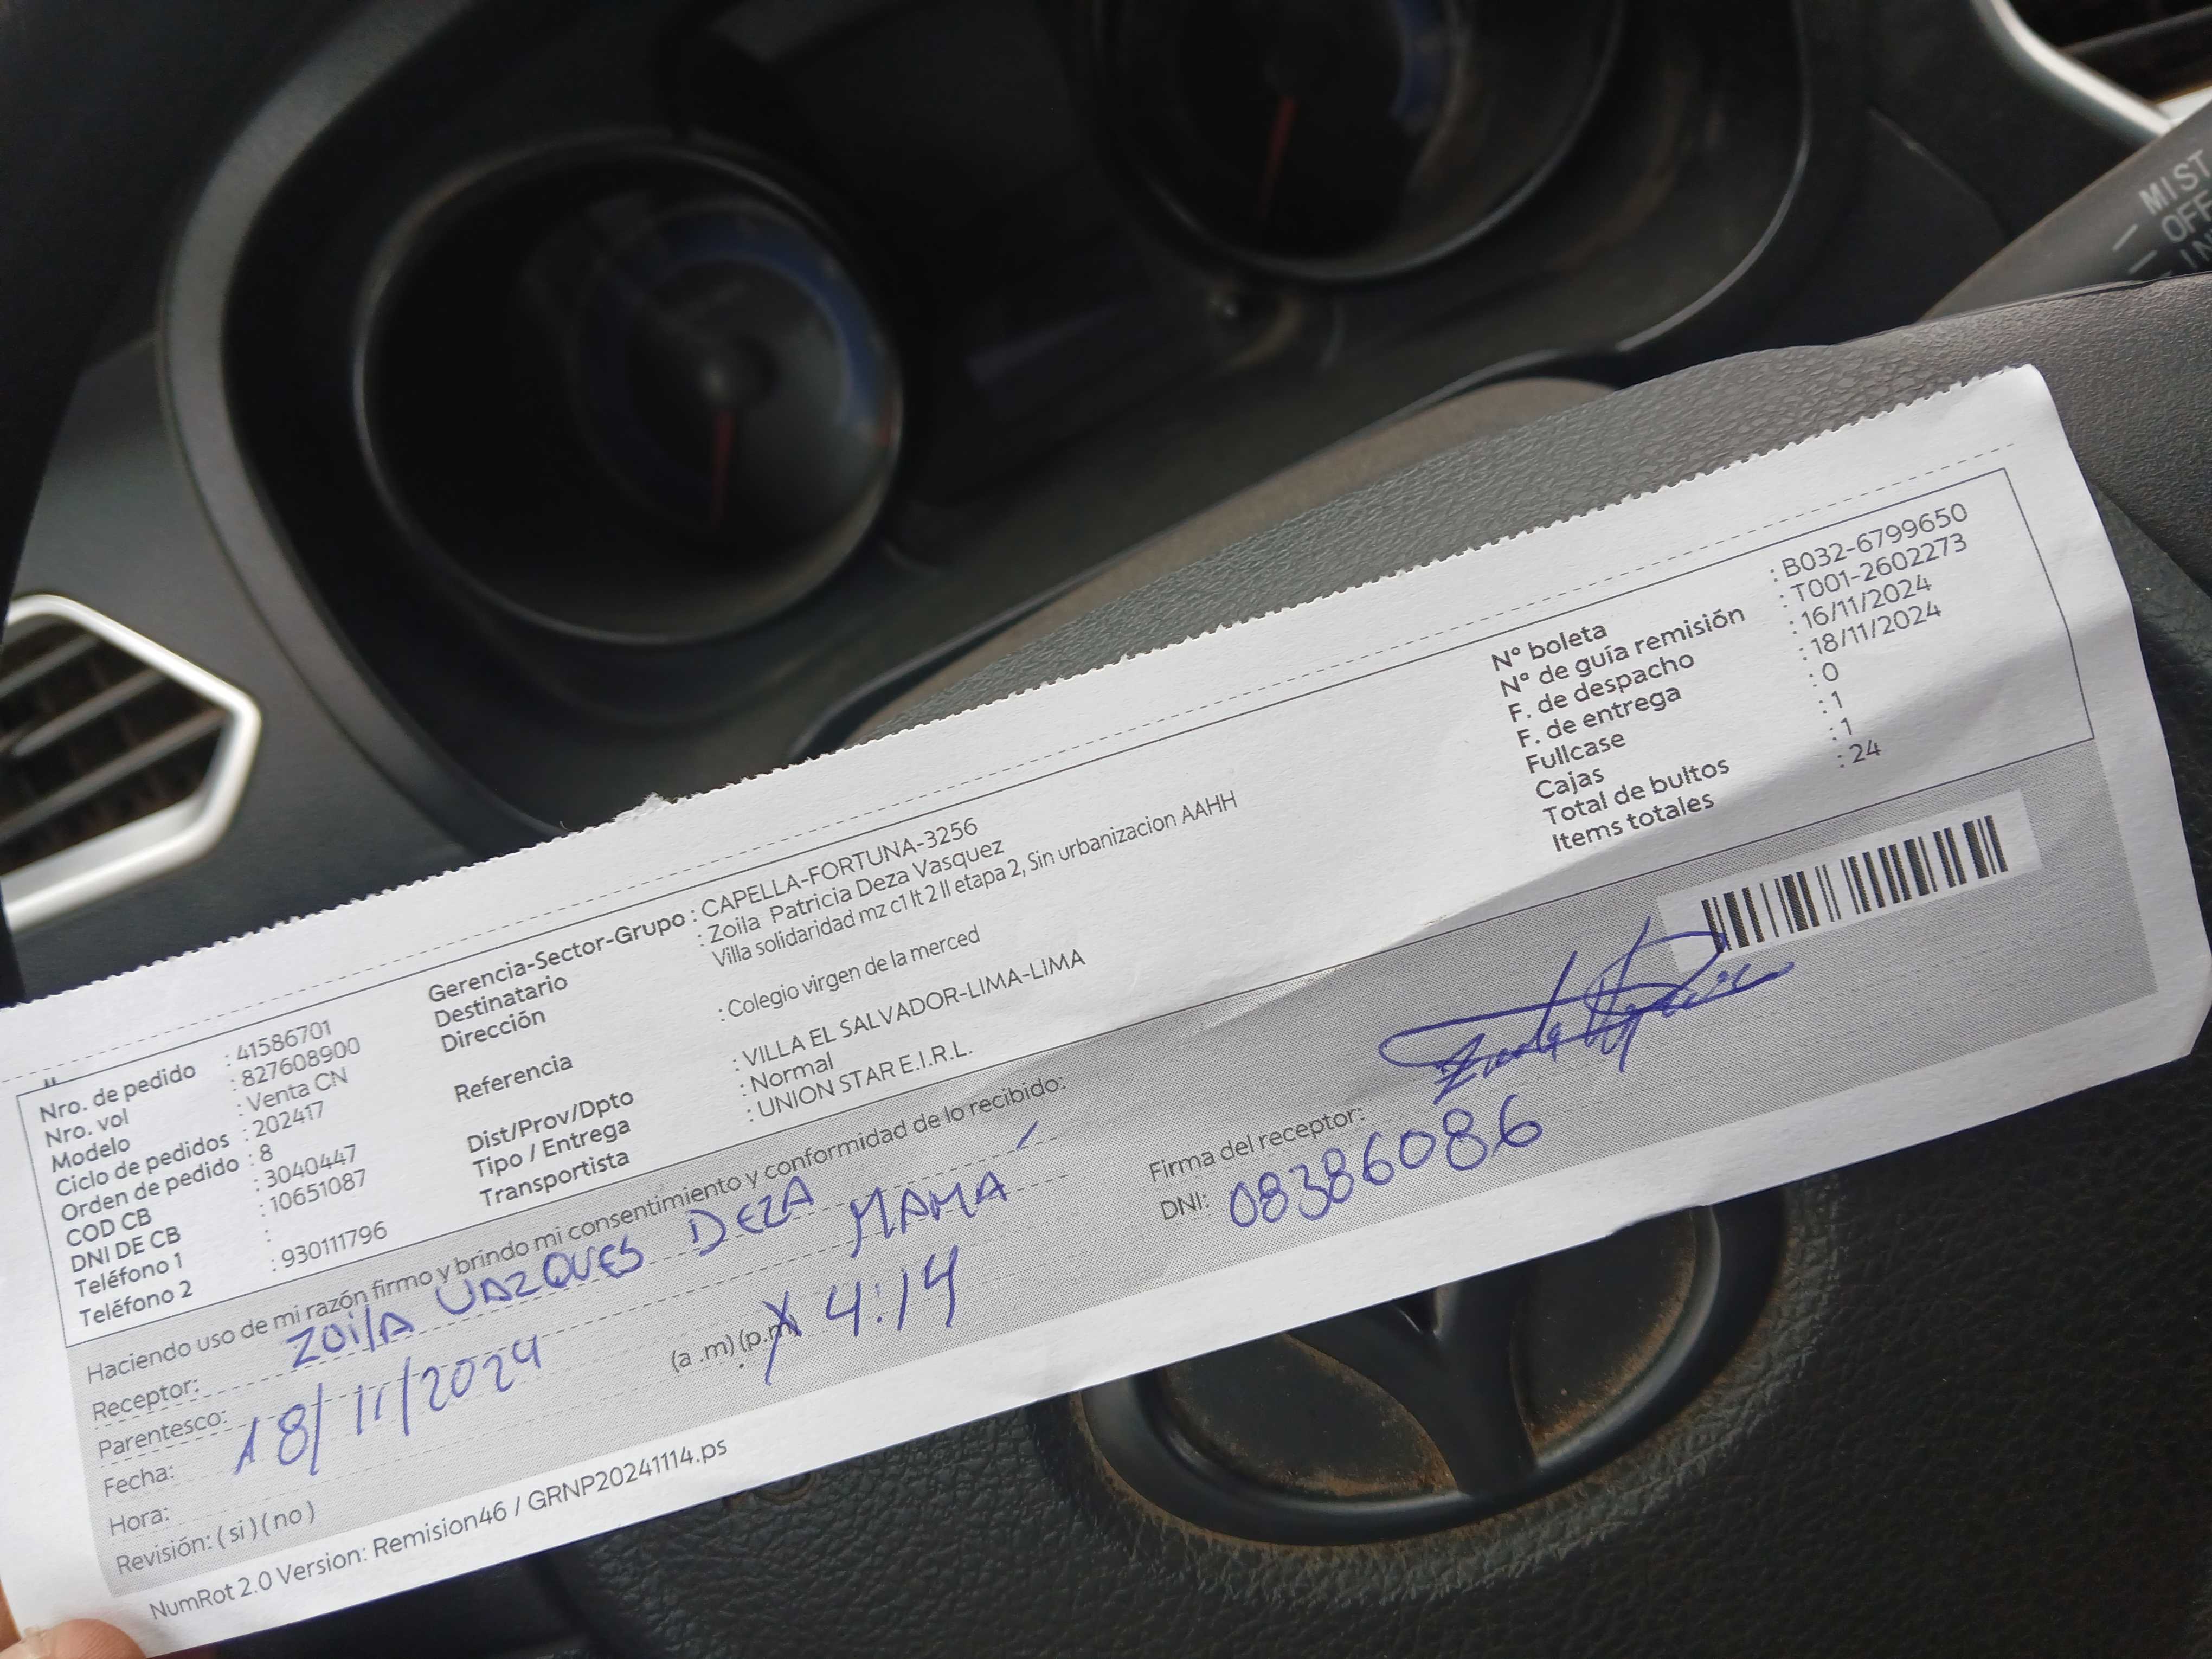 MIST
OFF
Nro. de pedido : 41586701
Nro. vol : 827608900
Modelo : Venta CN
Ciclo de pedidos : 202417
Orden de pedido : 8
COD CB : 3040447
DNI DE CB : 10651087
Teléfono 1 :
Teléfono 2 : 930111796
Gerencia-Sector-Grupo : CAPELLA-FORTUNA-3256
Destinatario : Zoila Patricia Deza Vasquez
Dirección Villa solidaridad mz c1 lt 2 II etapa 2, Sin urbanizacion AAHH
Referencia : Colegio virgen de la merced
Dist/Prov/Dpto : VILLA EL SALVADOR-LIMA-LIMA
Tipo / Entrega : Normal
Transportista : UNION STAR E.I.R.L.
N° boleta : B032-6799650
N° de guía remisión : T001-2602273
F. de despacho : 16/11/2024
F. de entrega : 18/11/2024
Fullcase : 0
Cajas : 1
Total de bultos : 1
Items totales : 24
Haciendo uso de mi razón firmo y brindo mi consentimiento y conformidad de lo recibido:
Receptor: ZOilA VAZQUES DEZA
Parentesco: MAMÁ
Fecha: 18/11/2024
Hora: (a .m) (p.m) X 4:14
Revisión: ( si ) ( no )
Firma del receptor:
DNI: 08386086
NumRot 2.0 Version: Remision46 / GRNP20241114.ps